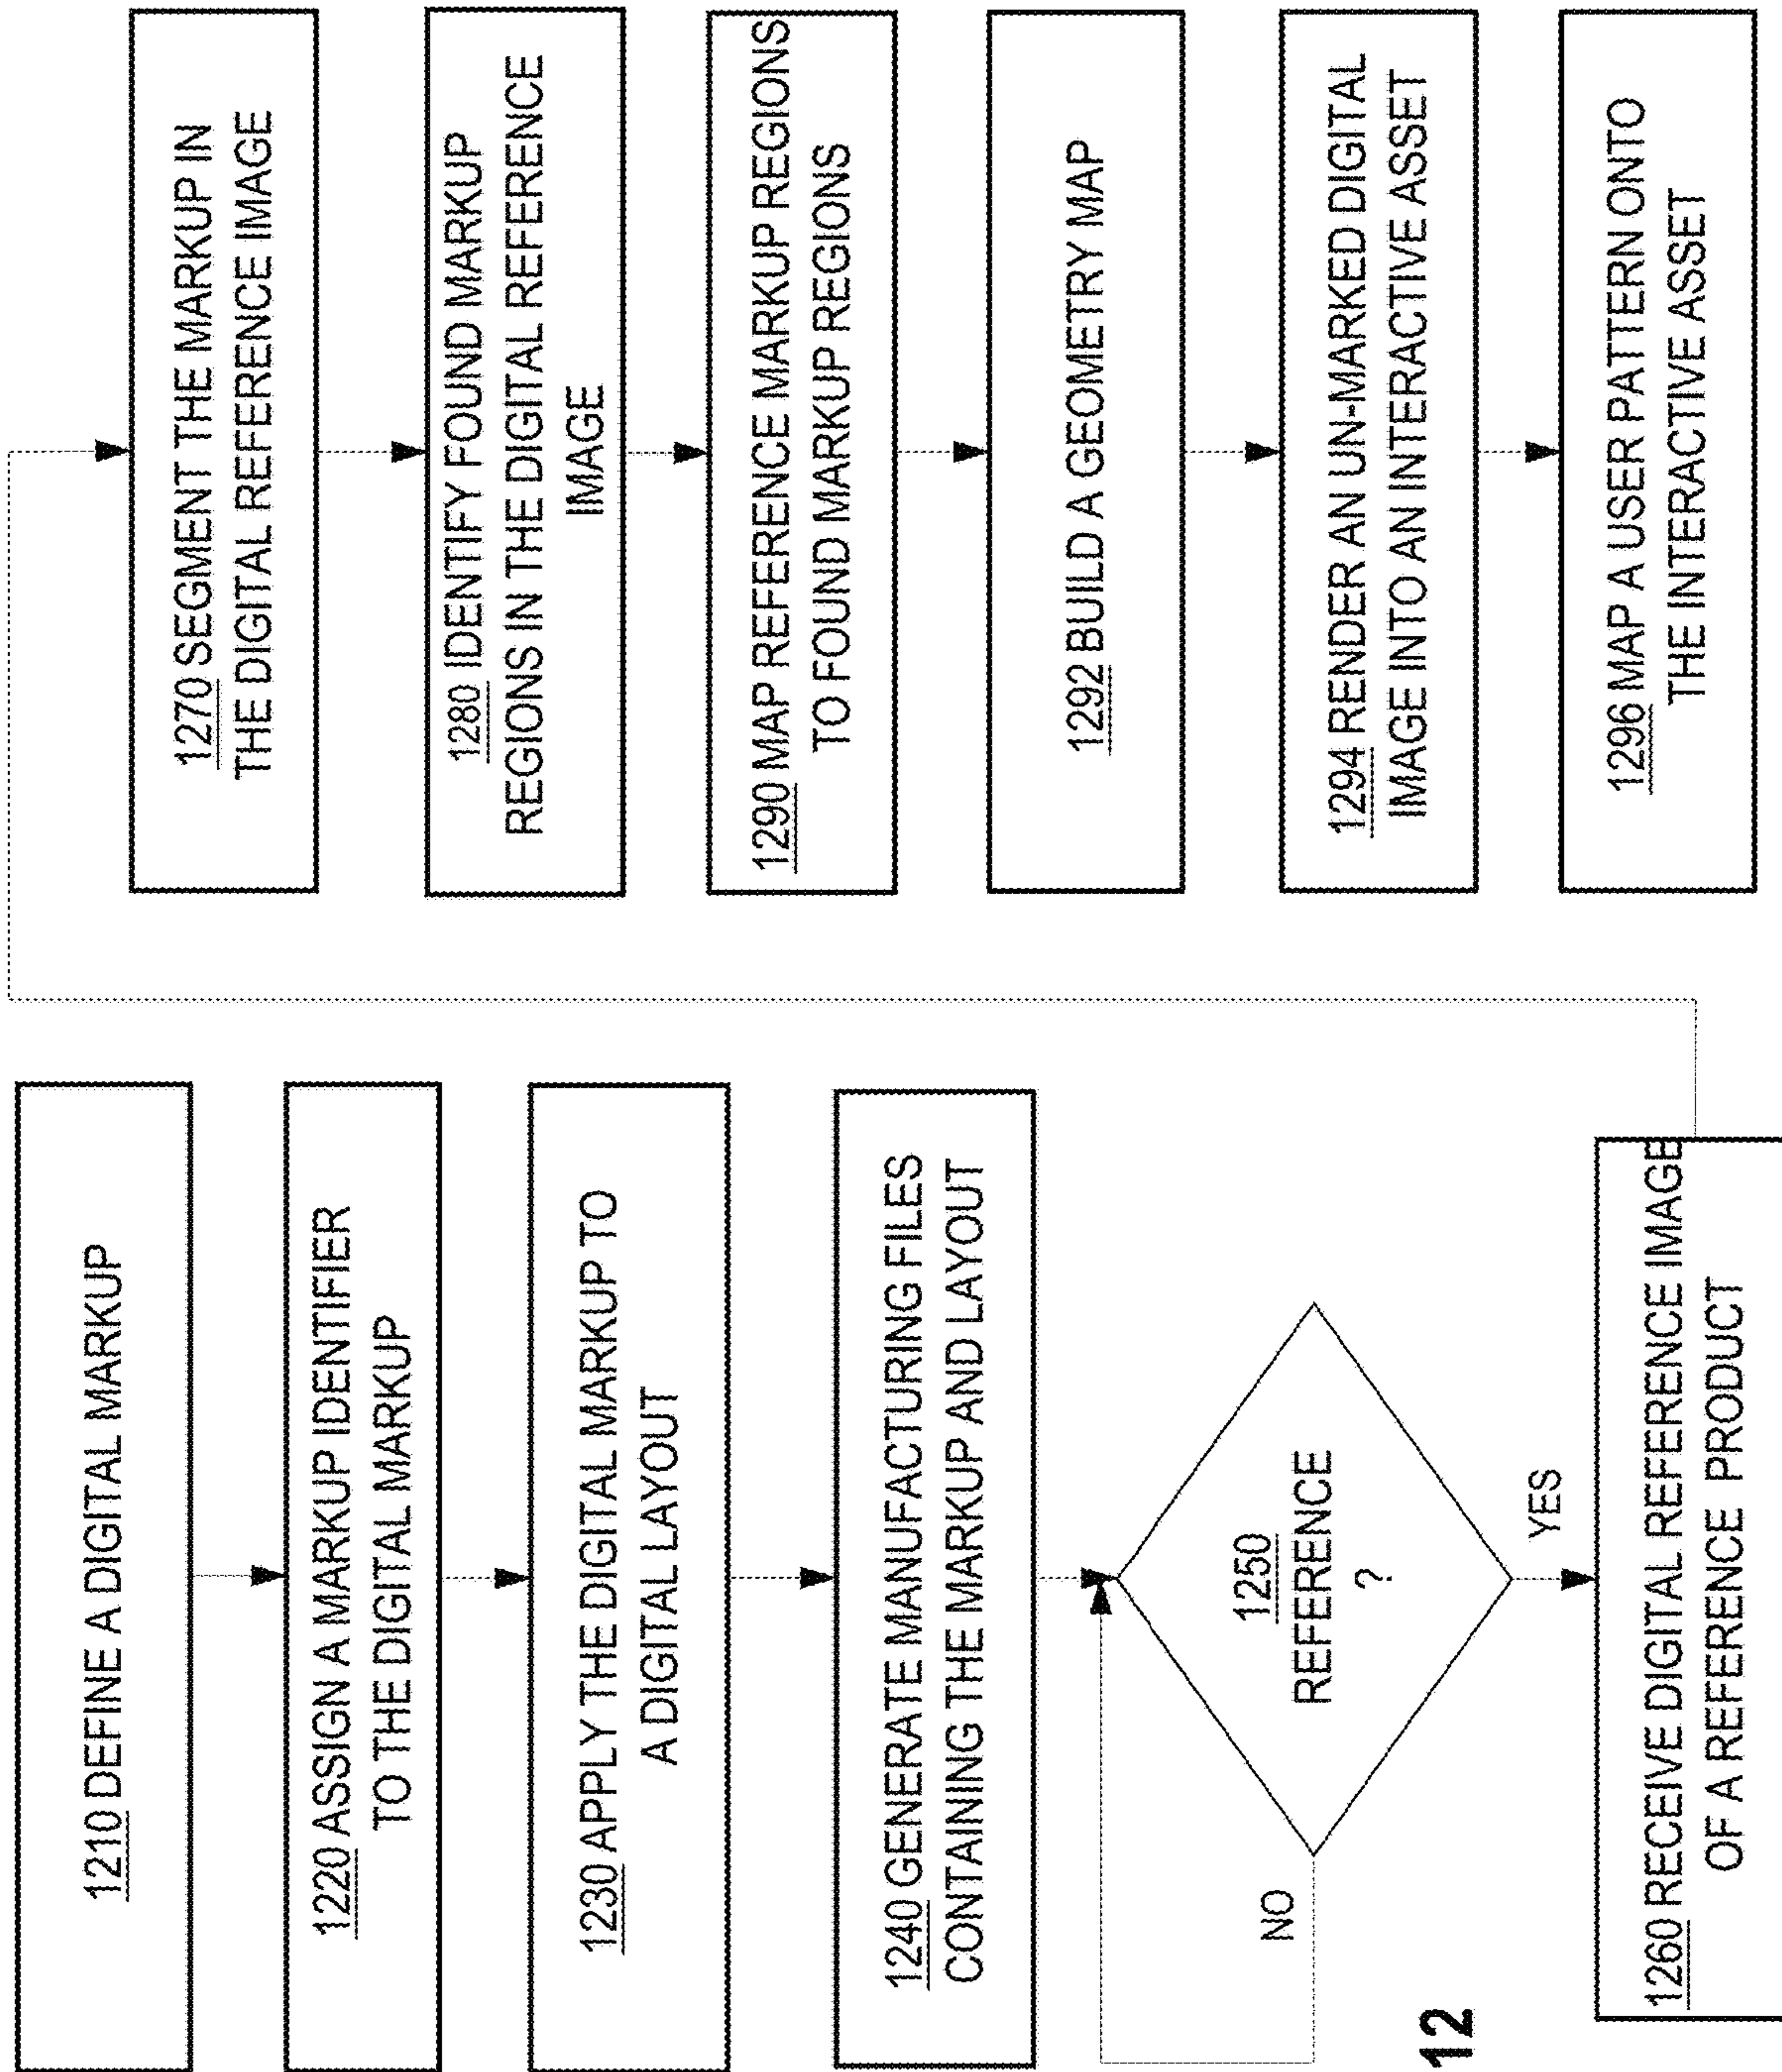 1210 DEFINE A DIGITAL MARKUP
1220 ASSIGN A MARKUP IDENTIFIER
TO THE DIGITAL MARKUP
1230 APPLY THE DIGITAL MARKUP TO
A DIGITAL LAYOUT
1240 GENERATE MANUFACTURING FILES
CONTAINING THE MARKUP AND LAYOUT
1250
REFERENCE
?
NO
YES
1260 RECEIVE DIGITAL REFERENCE IMAGE
OF A REFERENCE PRODUCT
12
1270 SEGMENT THE MARKUP IN
THE DIGITAL REFERENCE IMAGE
1280 IDENTIFY FOUND MARKUP
REGIONS IN THE DIGITAL REFERENCE
IMAGE
1290 MAP REFERENCE MARKUP REGIONS
TO FOUND MARKUP REGIONS
1292 BUILD A GEOMETRY MAP
1294 RENDER AN UN-MARKED DIGITAL
IMAGE INTO AN INTERACTIVE ASSET
1296 MAP A USER PATTERN ONTO
THE INTERACTIVE ASSET